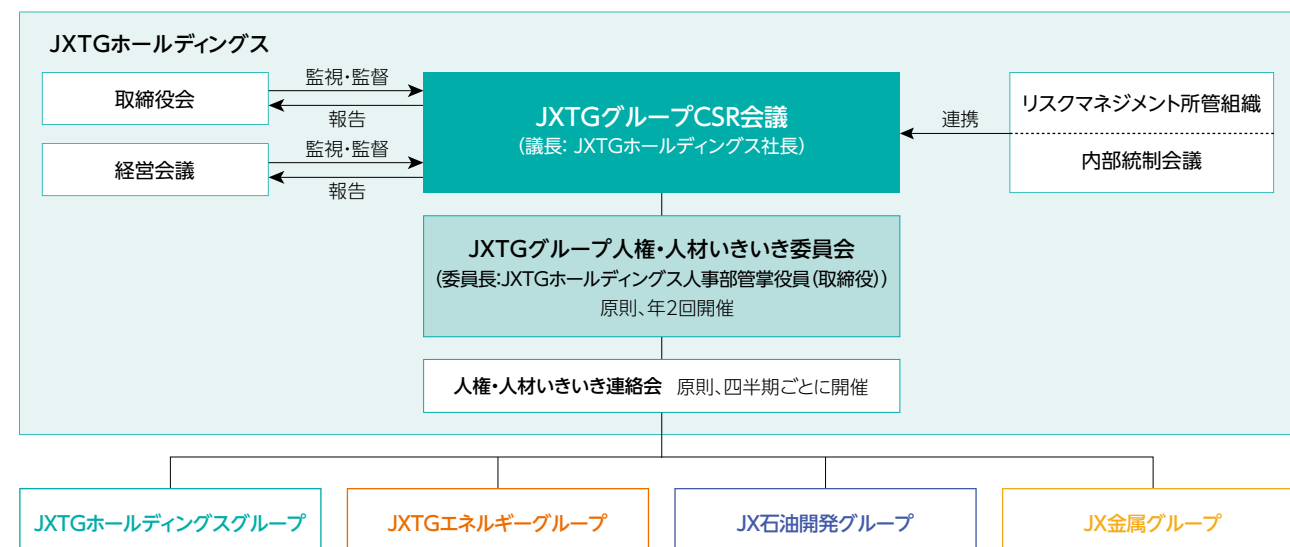 JXTGホールディングス
取締役会
監視・監督
報告
経営会議
監視・監督
報告
JXTGグループCSR会議
(議長: JXTGホールディングス社長)
連携
リスクマネジメント所管組織
内部統制会議
JXTGグループ人権・人材いきいき委員会
(委員長:JXTGホールディングス人事部管掌役員(取締役))
原則、年2回開催
人権・人材いきいき連絡会 原則、四半期ごとに開催
JXTGホールディングスグループ
JXTGエネルギーグループ
JX石油開発グループ
JX金属グループ